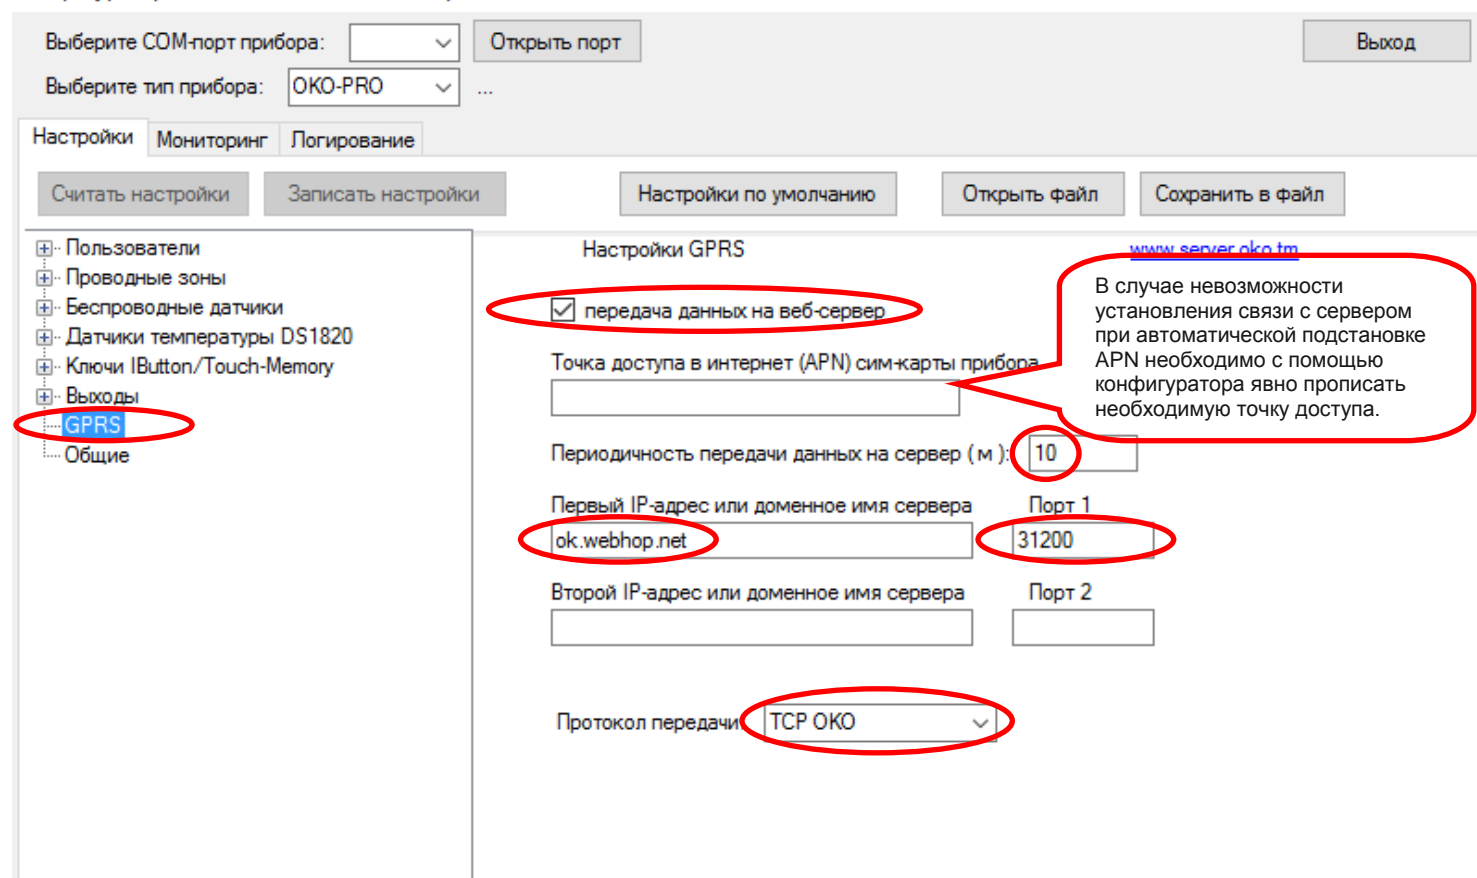 Выберите COM-порт прибора:
Открыть порт
Выход
Выберите тип прибора:
OKO-PRO
...
Настройки
Мониторинг
Логирование
Считать настройки
Записать настройки
Настройки по умолчанию
Открыть файл
Сохранить в файл
Пользователи
Проводные зоны
Беспроводные датчики
Датчики температуры DS1820
Ключи IButton/Touch-Memory
Выходы
GPRS
Общие
Настройки GPRS
www.server.oko.tm
передача данных на веб-сервер
В случае невозможности
установления связи с сервером
при автоматической подстановке
APN необходимо с помощью
конфигуратора явно прописать
необходимую точку доступа.
Точка доступа в интернет (APN) сим-карты прибора
Периодичность передачи данных на сервер ( м ):
10
Первый IP-адрес или доменное имя сервера
Порт 1
ok.webhop.net
31200
Второй IP-адрес или доменное имя сервера
Порт 2
Протокол передачи
TCP OKO